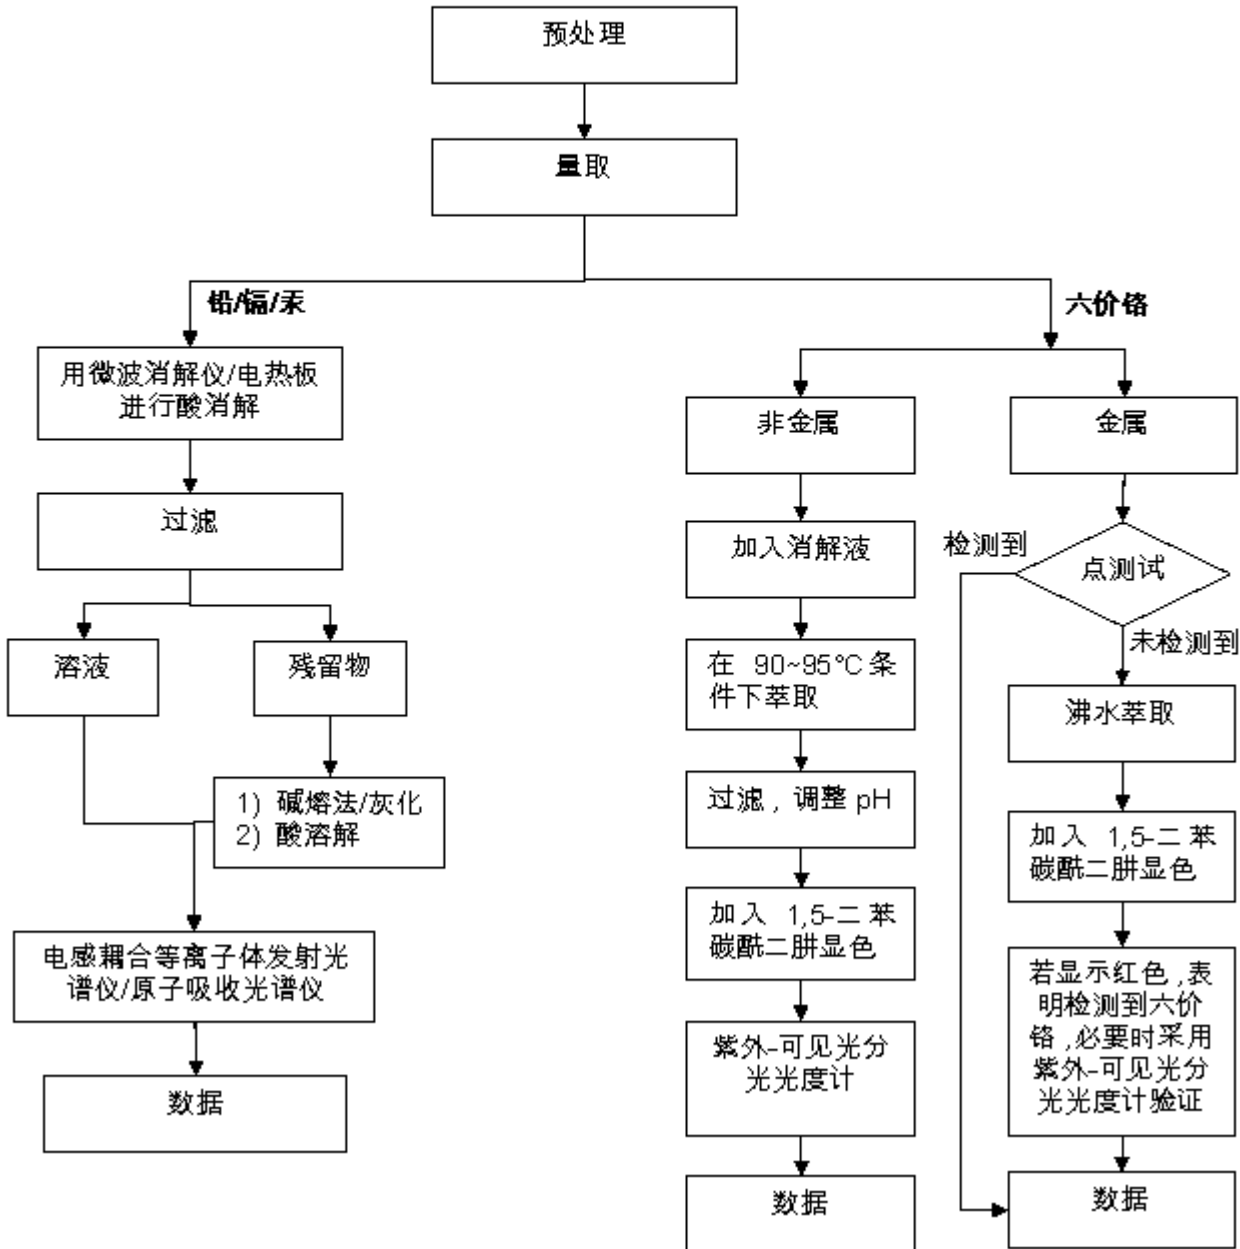 预处理
量取
铅/镉/汞
六价铬
用微波消解仪/电热板
进行酸消解
过滤
溶液
残留物
1) 碱熔法/灰化
2) 酸溶解
电感耦合等离子体发射光
谱仪/原子吸收光谱仪
数据
非金属
加入消解液
在 90~95°C 条
件下萃取
过滤，调整 pH
加入 1,5-二苯
碳酰二肼显色
紫外-可见光分
光光度计
数据
金属
检测到
点测试
未检测到
沸水萃取
加入 1,5-二苯
碳酰二肼显色
若显示红色,表
明检测到六价
铬,必要时采用
紫外-可见光分
光光度计验证
数据